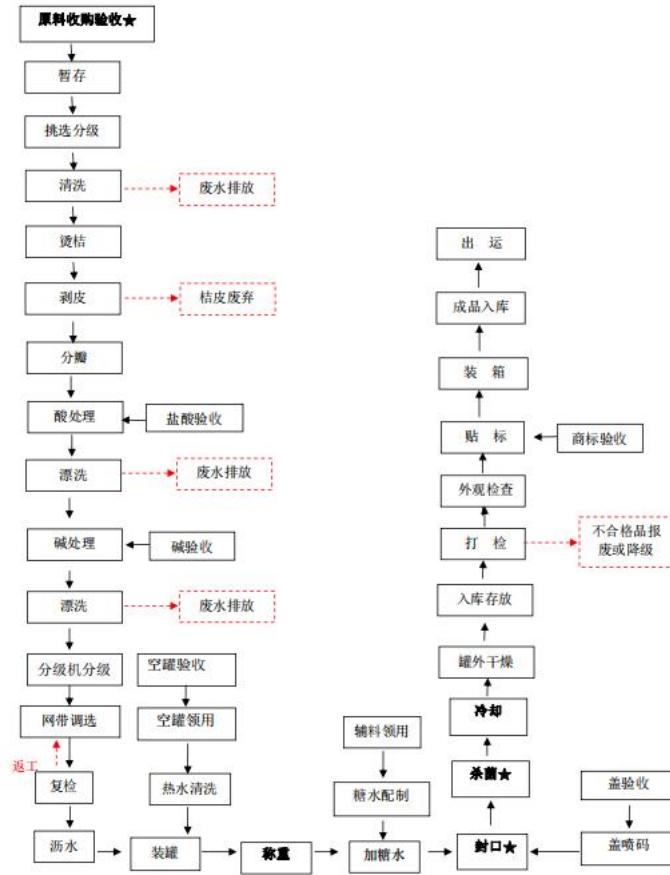 原料收购验收★
暂存
挑选分级
清洗
废水排放
烫桔
剥皮
桔皮废弃
分瓣
酸处理
盐酸验收
漂洗
废水排放
碱处理
碱验收
漂洗
废水排放
分级机分级
网带调选
返工
复检
沥水
空罐验收
空罐领用
热水清洗
装罐
称重
辅料领用
糖水配制
加糖水
封口★
盖验收
盖喷码
杀菌★
冷却
罐外干燥
入库存放
打 检
不合格品报
废或降级
外观检查
贴 标
商标验收
装 箱
成品入库
出 运